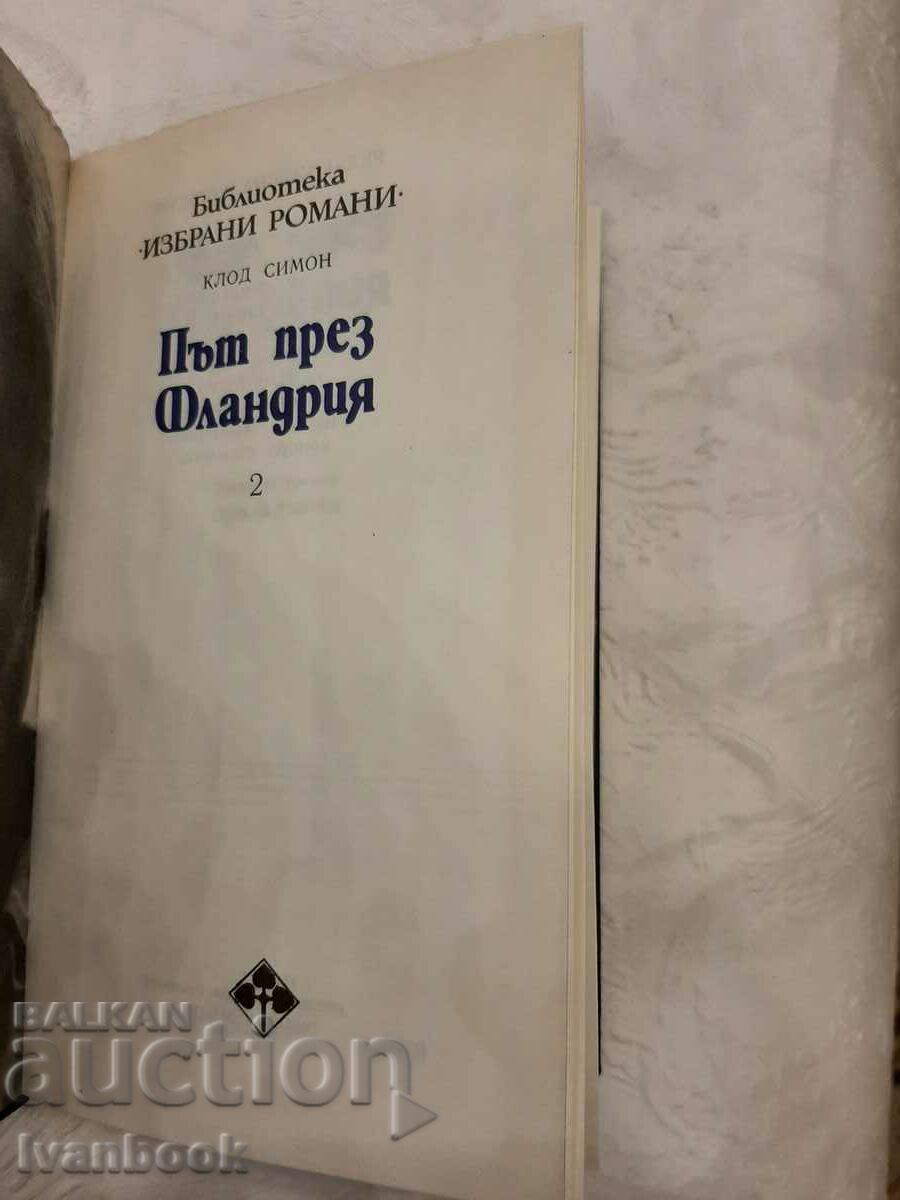 Библиотека
·ИЗБРАНИ РОМАНИ·
КЛОД СИМОН
Път през
Фландрия
2
BALKAN
auction
Ivanbook